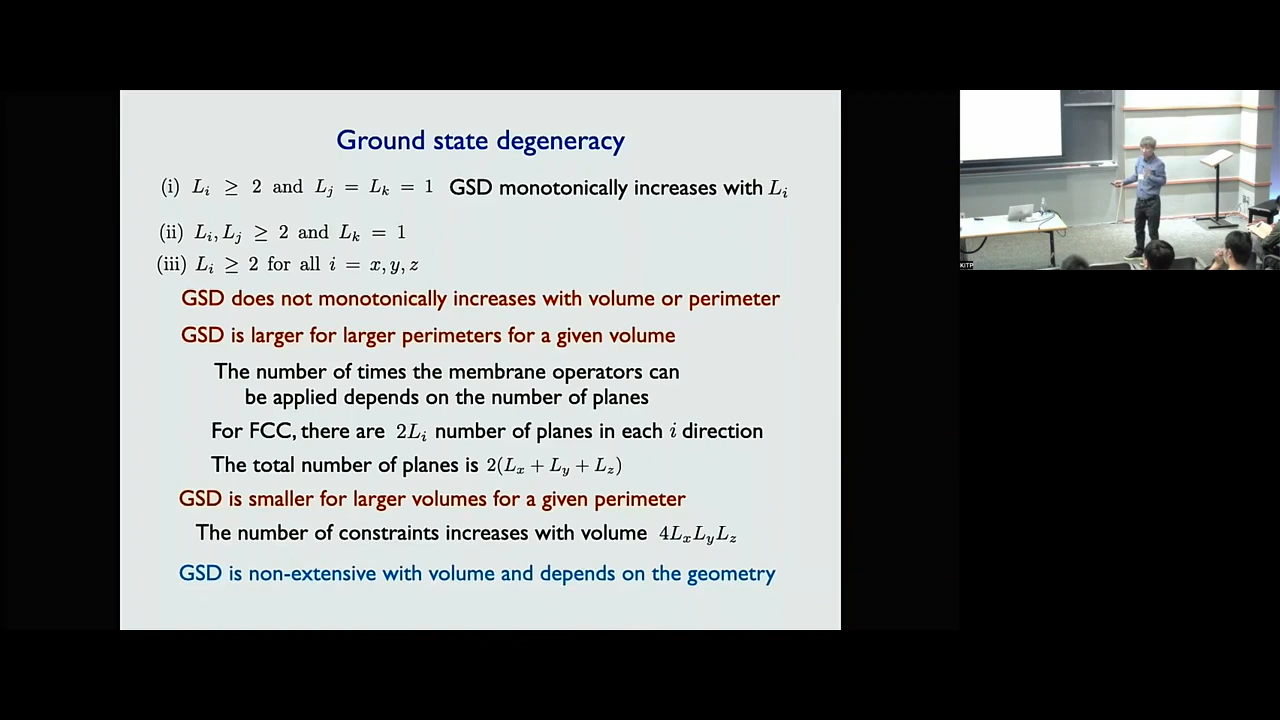 Ground state degeneracy
(i) L_i ≥ 2 and L_j = L_k = 1 GSD monotonically increases with L_i
(ii) L_i, L_j ≥ 2 and L_k = 1
(iii) L_i ≥ 2 for all i = x, y, z
GSD does not monotonically increases with volume or perimeter
GSD is larger for larger perimeters for a given volume
The number of times the membrane operators can
be applied depends on the number of planes
For FCC, there are 2L_i number of planes in each i direction
The total number of planes is 2(L_x + L_y + L_z)
GSD is smaller for larger volumes for a given perimeter
The number of constraints increases with volume 4L_xL_yL_z
GSD is non-extensive with volume and depends on the geometry
KITP